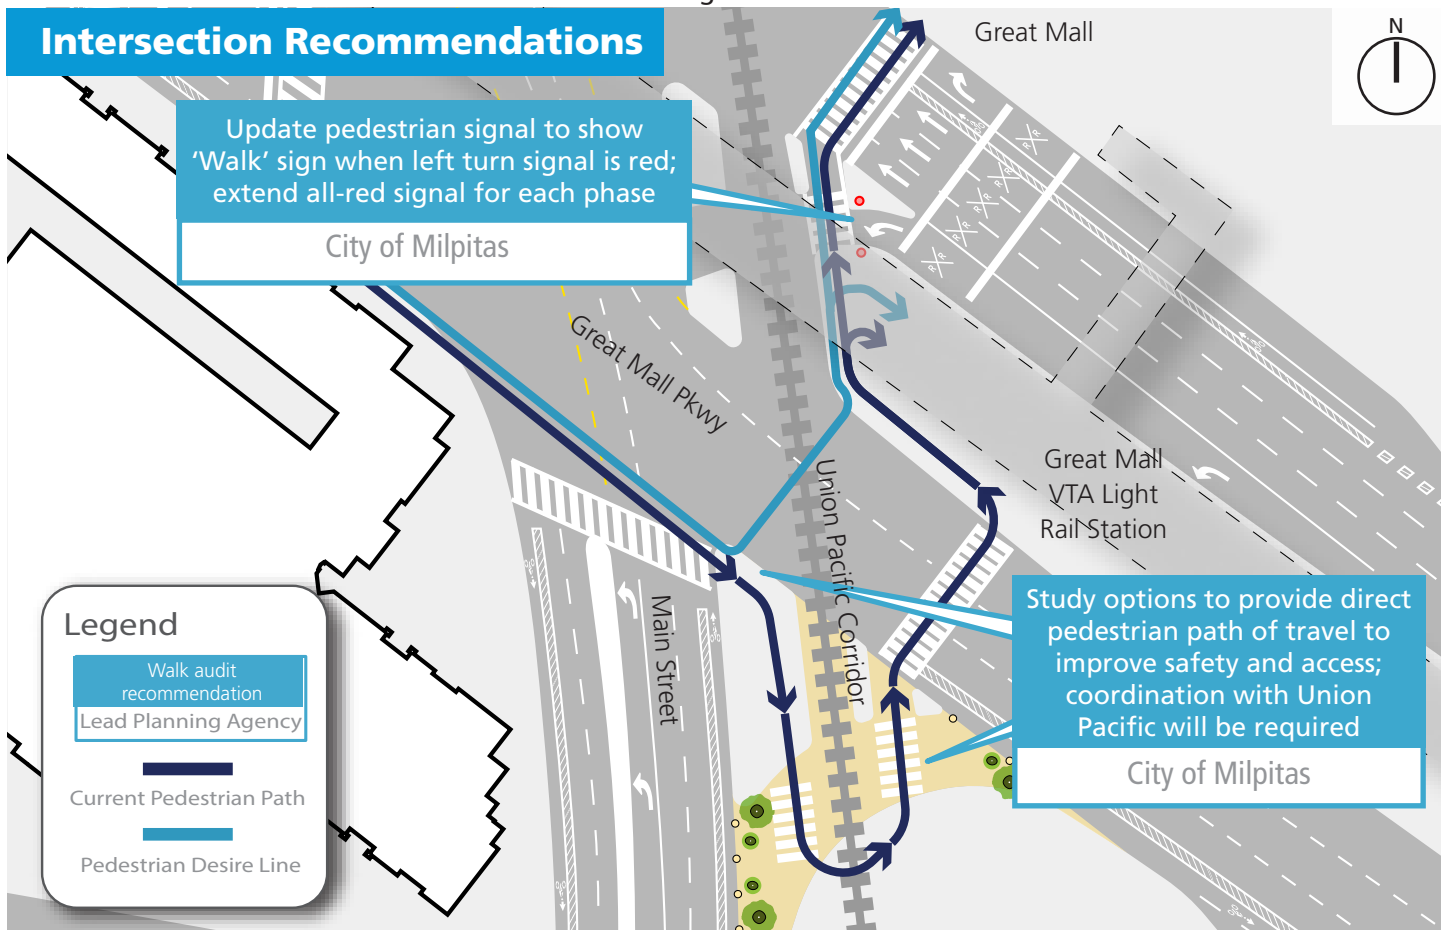 Intersection Recommendations
Great Mall
N
Update pedestrian signal to show
‘Walk’ sign when left turn signal is red;
extend all-red signal for each phase
City of Milpitas
Great Mall Pkwy
Union Pacific Corridor
Great Mall
VTA Light
Rail Station
Main Street
Study options to provide direct
pedestrian path of travel to
improve safety and access;
coordination with Union
Pacific will be required
City of Milpitas
Legend
Walk audit
recommendation
Lead Planning Agency
Current Pedestrian Path
Pedestrian Desire Line
R R
R R
R R
R R
R R
R R